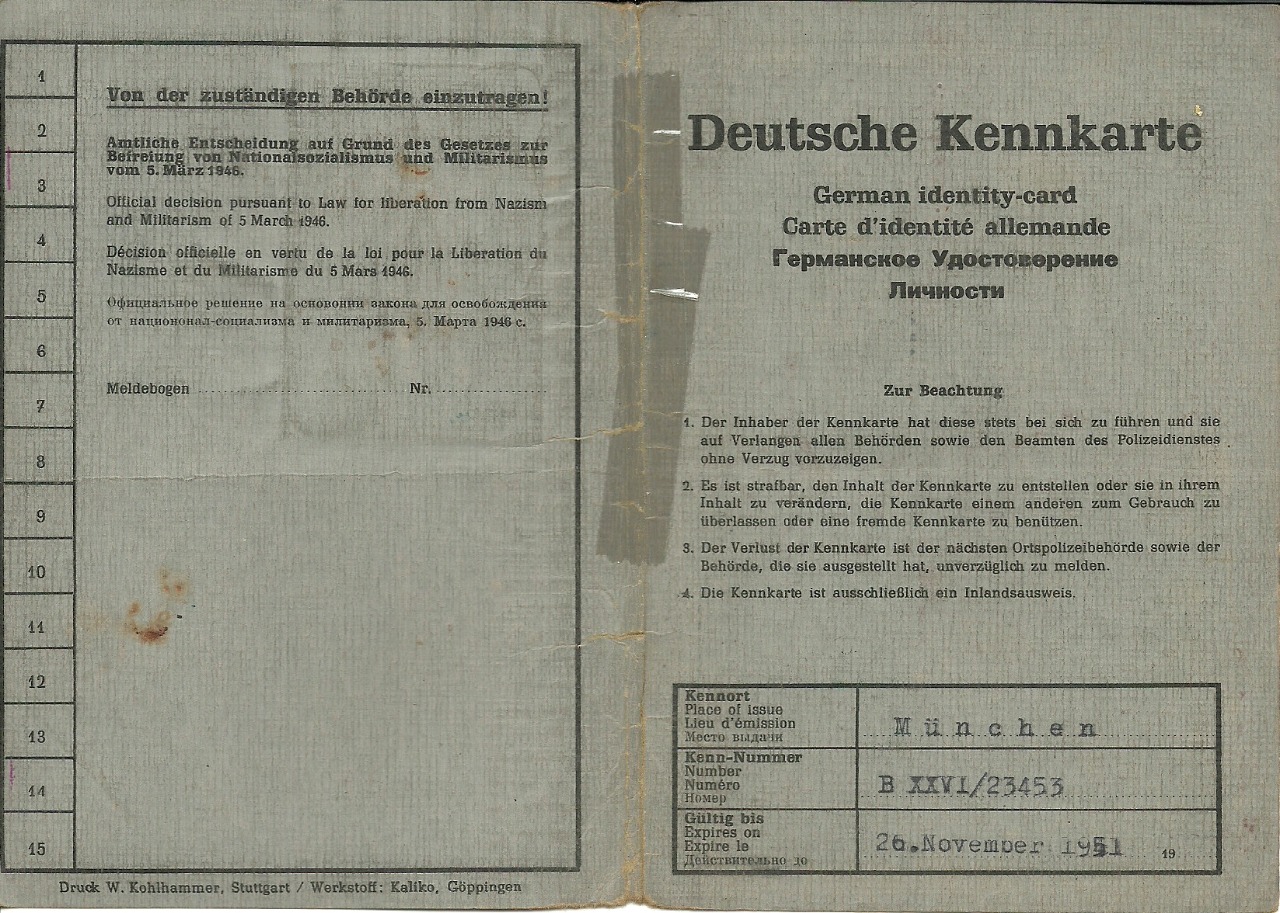 1
2
3
4
5
6
7
8
9
10
11
12
13
14
15
Von der zuständigen Behörde einzutragen!
Amtliche Entscheidung auf Grund des Gesetzes zur
Befreiung von Nationalsozialismus und Militarismus
vom 5. März 1946.
Official decision pursuant to Law for liberation from Nazism
and Militarism of 5 March 1946.
Décision officielle en vertu de la loi pour la Liberation du
Nazisme et du Militarisme du 5 Mars 1946.
Официальное решение на основонии закона для освобождения
от национонал-социализма и милитаризма, 5. Марта 1946 с.
Meldebogen ........................ Nr. ................
Druck W. Kohlhammer, Stuttgart / Werkstoff: Kaliko, Göppingen
Deutsche Kennkarte
German identity-card
Carte d'identité allemande
Германское Удостоверение
Личности
Zur Beachtung
1. Der Inhaber der Kennkarte hat diese stets bei sich zu führen und sie
auf Verlangen allen Behörden sowie den Beamten des Polizeidienstes
ohne Verzug vorzuzeigen.
2. Es ist strafbar, den Inhalt der Kennkarte zu entstellen oder sie in ihrem
Inhalt zu verändern, die Kennkarte einem anderen zum Gebrauch zu
überlassen oder eine fremde Kennkarte zu benützen.
3. Der Verlust der Kennkarte ist der nächsten Ortspolizeibehörde sowie der
Behörde, die sie ausgestellt hat, unverzüglich zu melden.
4. Die Kennkarte ist ausschließlich ein Inlandsausweis.
Kennort
Place of issue
Lieu d'émission
Место выдачи
München
Kenn-Nummer
Number
Numéro
Номер
B XXVI/23453
Gültig bis
Expires on
Expire le
Действительно до
26.November 1951 19